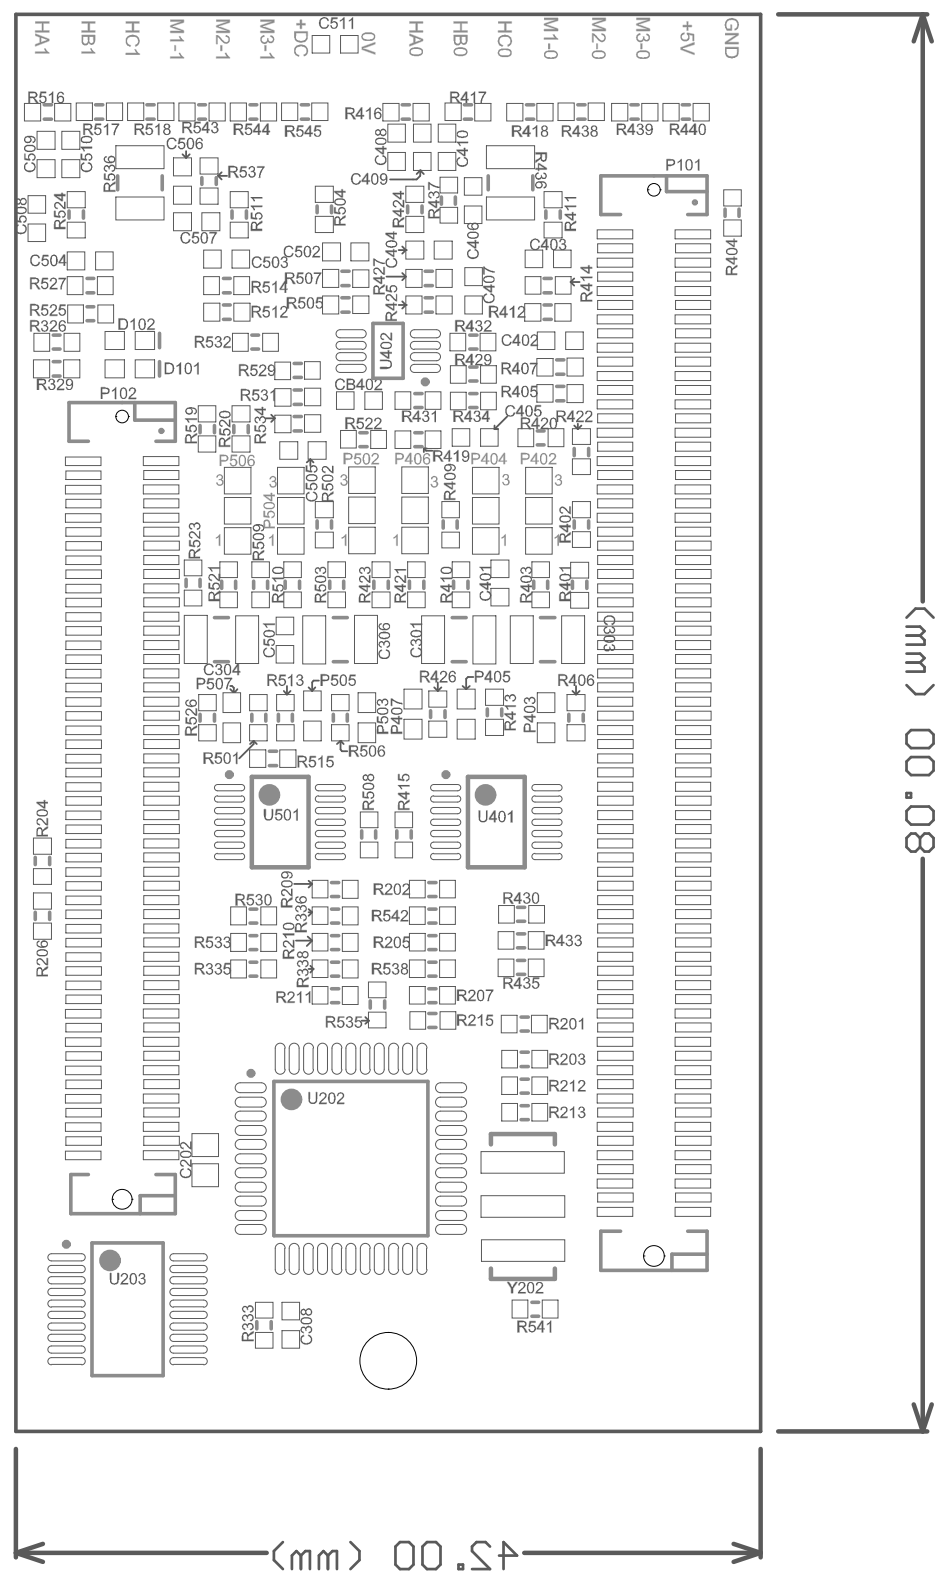 HA1
HB1
HC1
M1-1
M2-1
M3-1
+DC
C511
0V
HA0
HB0
HC0
M1-0
M2-0
M3-0
+5V
GND
R516
R517
R518
R543
R544
R545
R416
R417
R418
R438
R439
R440
C509
C510
R536
C506
R537
C408
C410
C409
R436
P101
C508
R524
R511
C507
R504
R424
R437
C406
R411
R404
C504
C503
C502
R427
C404
C403
R527
R514
R507
C407
R414
R525
R512
R505
R425
R412
R326
D102
R532
U402
R432
C402
R329
D101
R529
R429
R407
P102
R531
CB402
R431
R434
R405
R519
R520
R534
R522
R419
C405
R420
R422
P506
C505
R502
P502
P406
R409
P404
P402
3
3
3
3
P504
R402
1
1
1
1
R523
R509
R521
R510
R503
R423
R421
R410
C401
R403
R401
C304
C501
C306
C301
C303
P507
R513
P505
R426
P405
R406
R526
P503
P407
R413
P403
R501
R506
R515
U501
R508
R415
U401
R204
R209
R202
R530
R336
R542
R430
R206
R533
R210
R205
R433
R335
R338
R538
R435
R211
R207
R535
R215
R201
R203
U202
R212
R213
C202
U203
Y202
R333
C308
R541
80.00 (mm)
42.00 (mm)